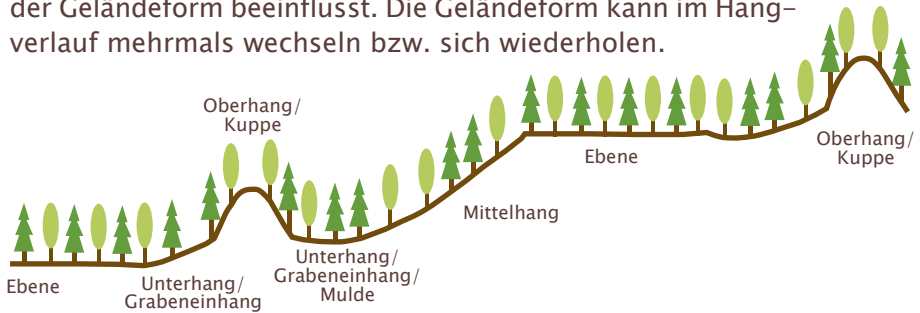 der Geländeform beeinflusst. Die Geländeform kann im Hang-
verlauf mehrmals wechseln bzw. sich wiederholen.
Oberhang/
Kuppe
Ebene
Oberhang/
Kuppe
Mittelhang
Ebene
Unterhang/
Grabeneinhang
Unterhang/
Grabeneinhang/
Mulde